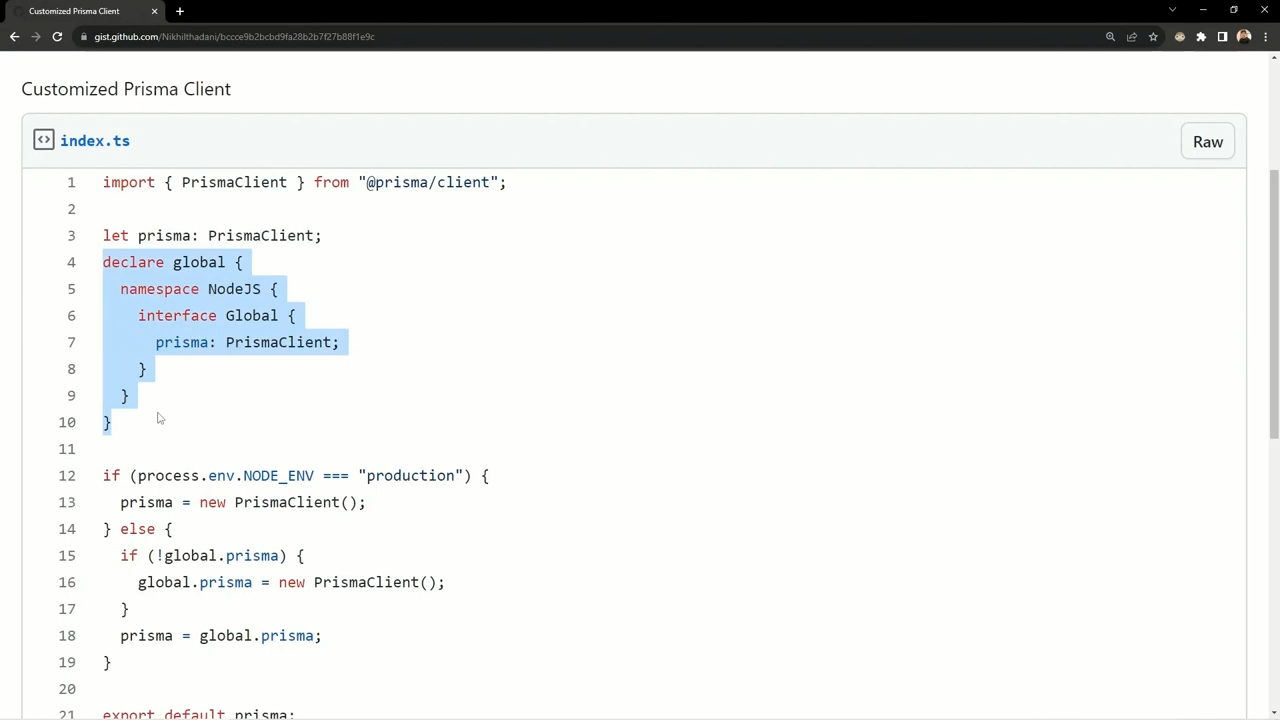 Customized Prisma Client
gist.github.com/Nikhilthadani/bccce9b2bcbd9fa28b2b7f27b88f1e9c
Customized Prisma Client
index.ts
Raw
1 import { PrismaClient } from "@prisma/client";
2
3 let prisma: PrismaClient;
4 declare global {
5 namespace NodeJS {
6 interface Global {
7 prisma: PrismaClient;
8 }
9 }
10 }
11
12 if (process.env.NODE_ENV === "production") {
13 prisma = new PrismaClient();
14 } else {
15 if (!global.prisma) {
16 global.prisma = new PrismaClient();
17 }
18 prisma = global.prisma;
19 }
20
21 export default prisma;